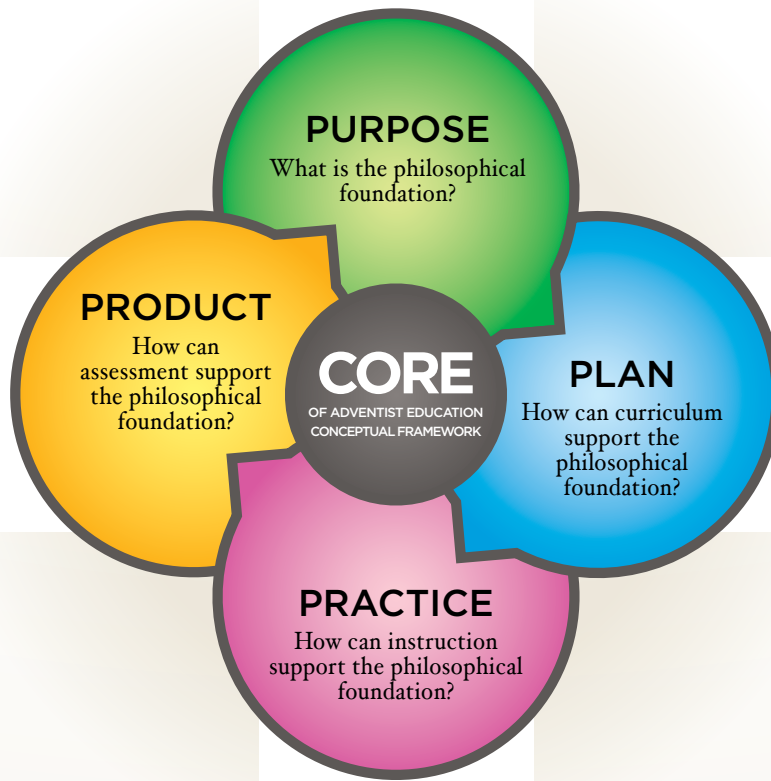 PURPOSE
What is the philosophical
foundation?
PRODUCT
How can
assessment support
the philosophical
foundation?
CORE
OF ADVENTIST EDUCATION
CONCEPTUAL FRAMEWORK
PLAN
How can curriculum
support the
philosophical
foundation?
PRACTICE
How can instruction
support the philosophical
foundation?